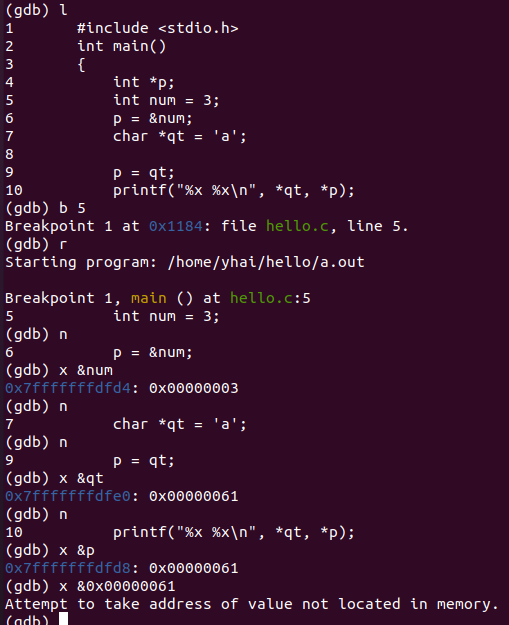 (gdb) l
1       #include <stdio.h>
2       int main()
3       {
4           int *p;
5           int num = 3;
6           p = &num;
7           char *qt = 'a';
8
9           p = qt;
10          printf("%x %x\n", *qt, *p);
(gdb) b 5
Breakpoint 1 at 0x1184: file hello.c, line 5.
(gdb) r
Starting program: /home/yhai/hello/a.out

Breakpoint 1, main () at hello.c:5
5           int num = 3;
(gdb) n
6           p = &num;
(gdb) x &num
0x7fffffffdfd4: 0x00000003
(gdb) n
7           char *qt = 'a';
(gdb) n
9           p = qt;
(gdb) x &qt
0x7fffffffdfe0: 0x00000061
(gdb) n
10          printf("%x %x\n", *qt, *p);
(gdb) x &p
0x7fffffffdfd8: 0x00000061
(gdb) x &0x00000061
Attempt to take address of value not located in memory.
(gdb)